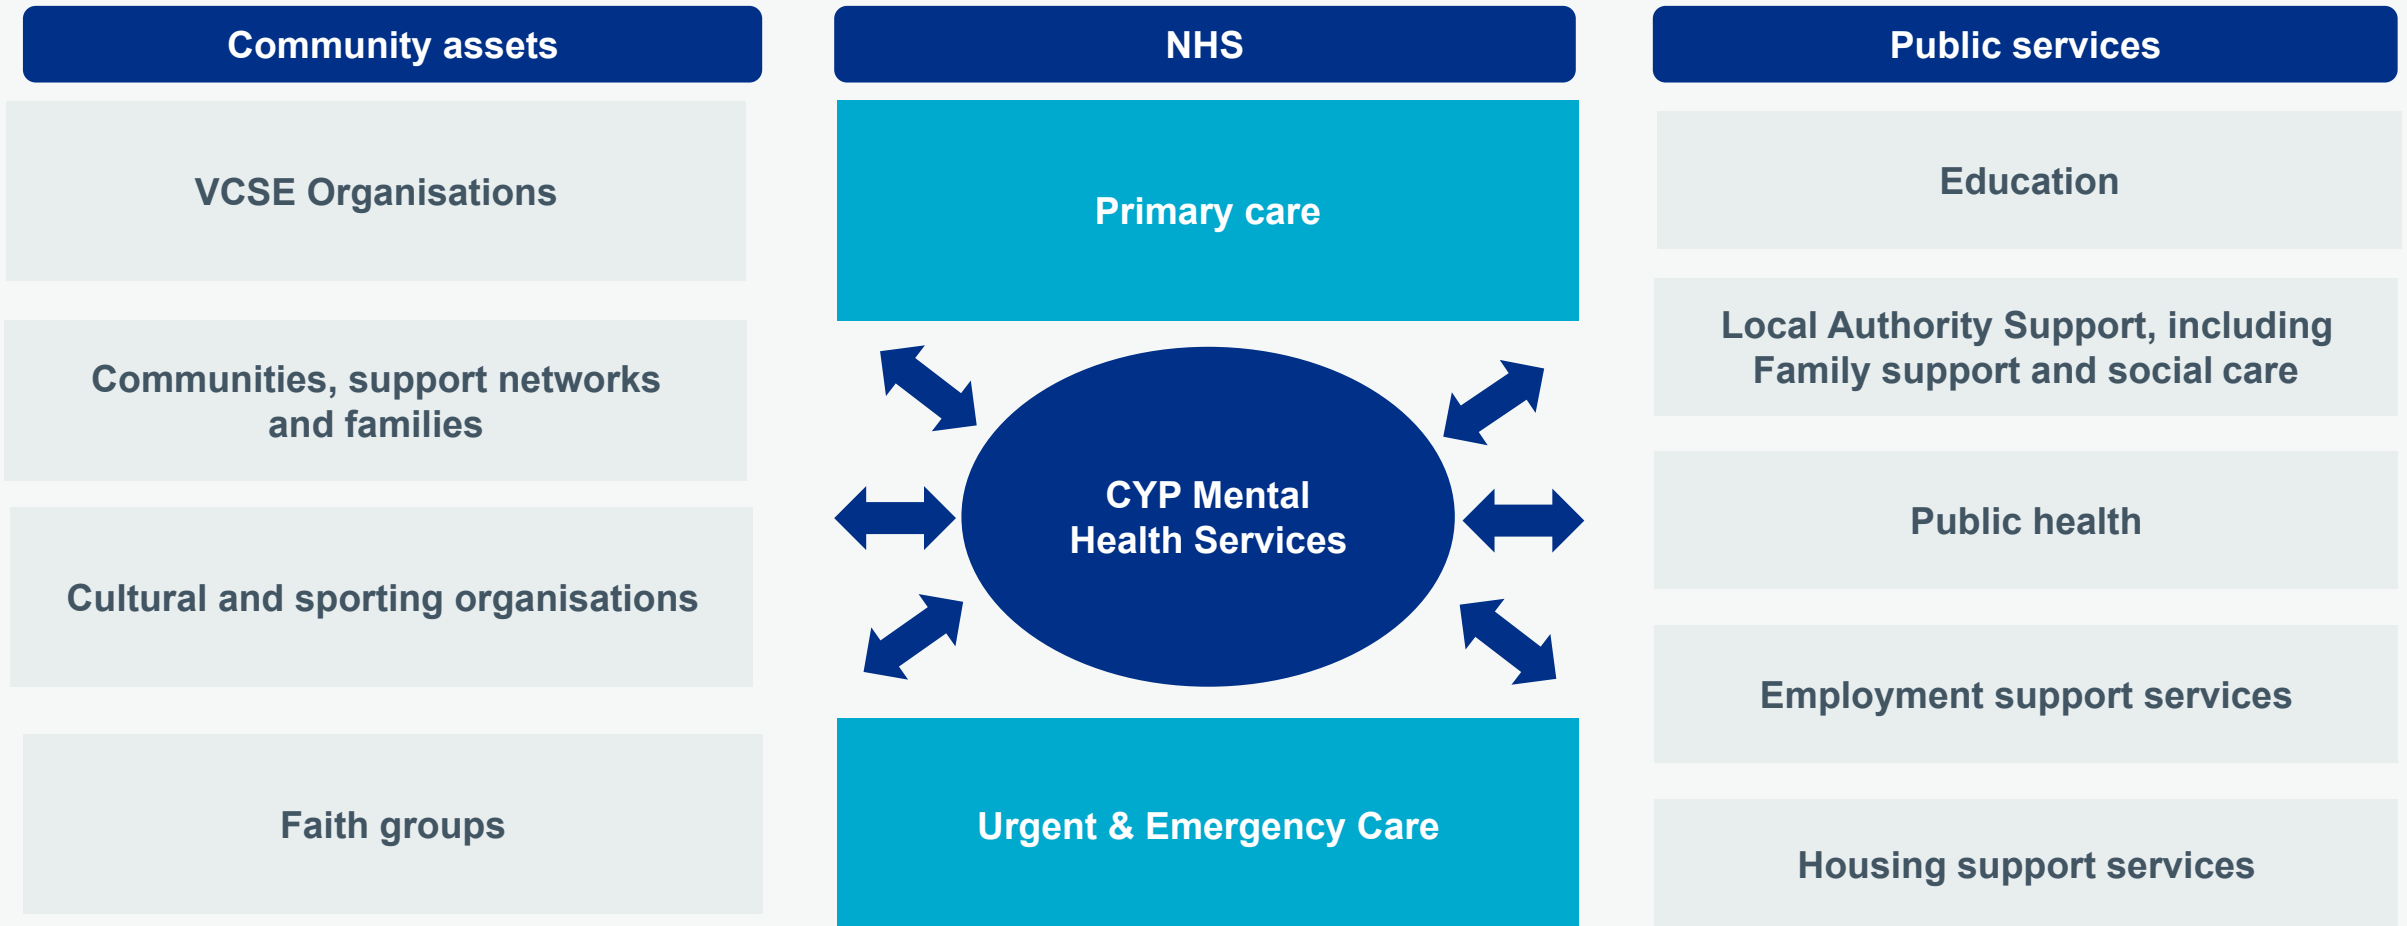 Community assets
VCSE Organisations
Communities, support networks
and families
Cultural and sporting organisations
Faith groups
NHS
Primary care
CYP Mental
Health Services
Urgent & Emergency Care
Public services
Education
Local Authority Support, including
Family support and social care
Public health
Employment support services
Housing support services